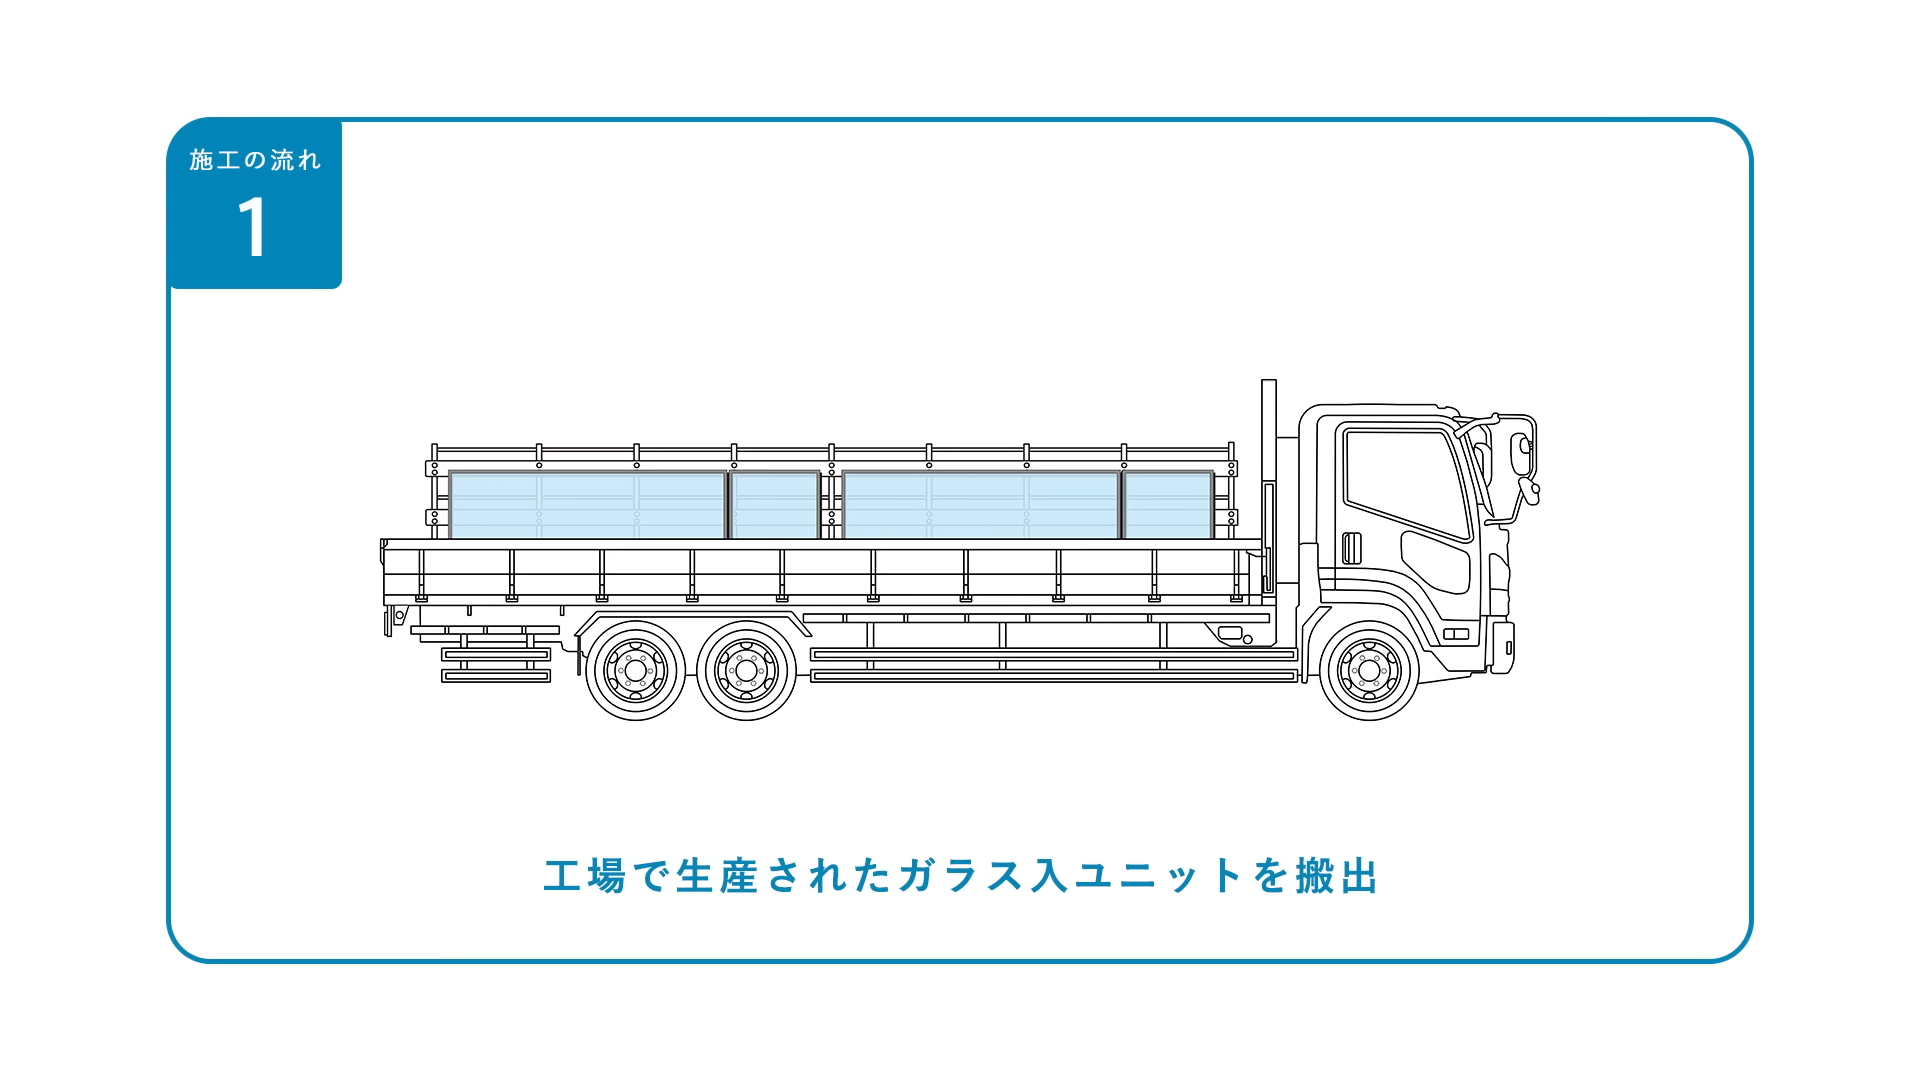 施工の流れ
1
工場で生産されたガラス入ユニットを搬出